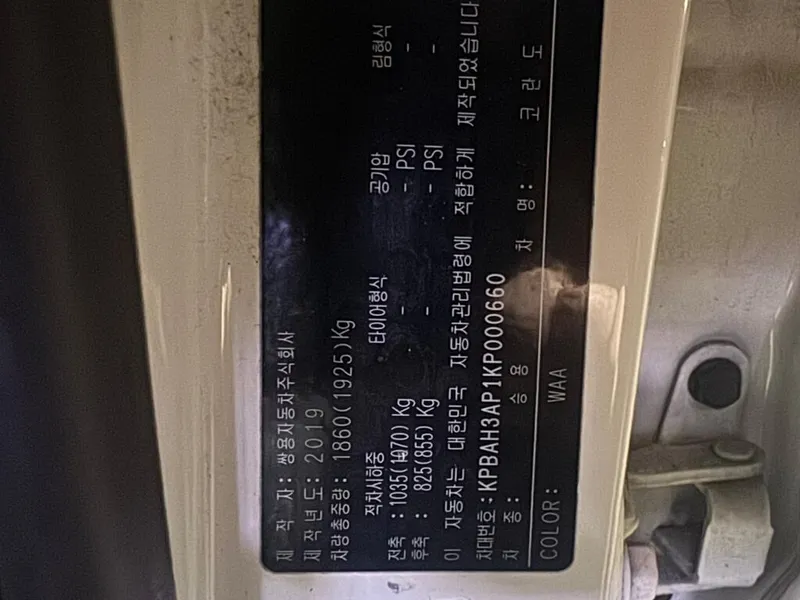 제 작 자: 쌍용자동차주식회사
제작년도: 2019
차량총중량: 1860(1925)Kg
적차시하중 타이어형식 공기압 림형식
전축 : 1035(1070) Kg - - PSI -
후축 : 825(855) Kg - - PSI -
이 자동차는 대한민국 자동차관리법령에 적합하게 제작되었습니다
차대번호: KPBAH3AP1KP000660
차 종: 승용 차 명: 코란도
COLOR: WAA